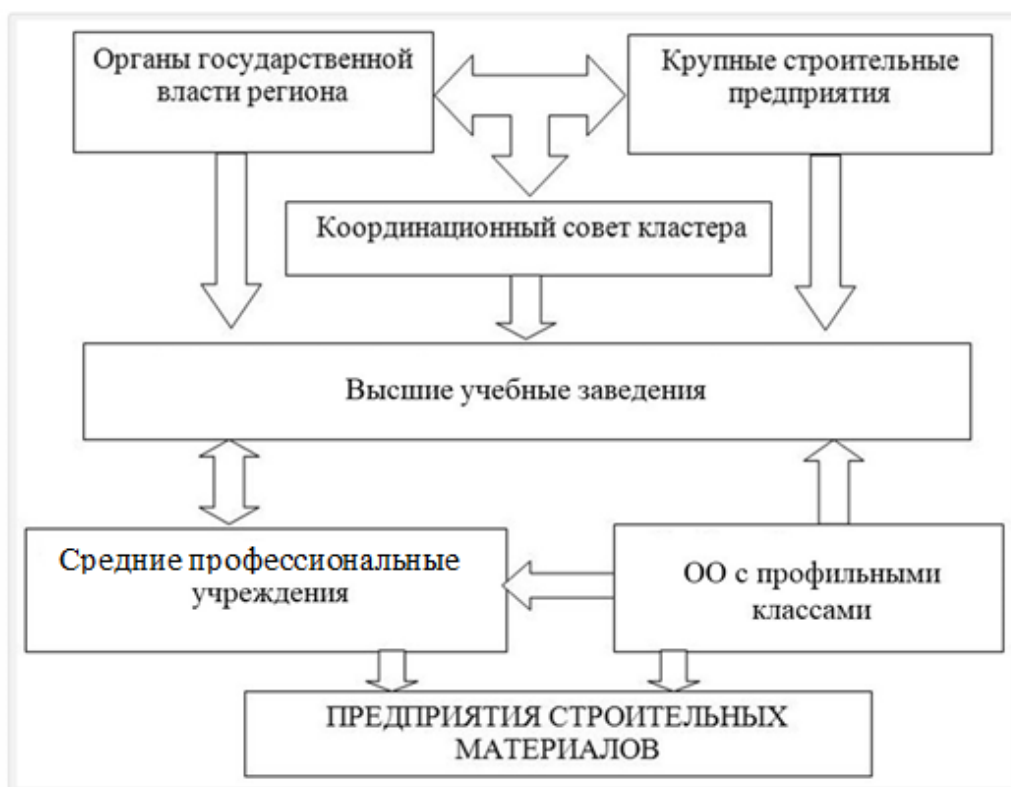 Органы государственной
власти региона
Крупные строительные
предприятия
Координационный совет кластера
Высшие учебные заведения
Средние профессиональные
учреждения
ОО с профильными
классами
ПРЕДПРИЯТИЯ СТРОИТЕЛЬНЫХ
МАТЕРИАЛОВ